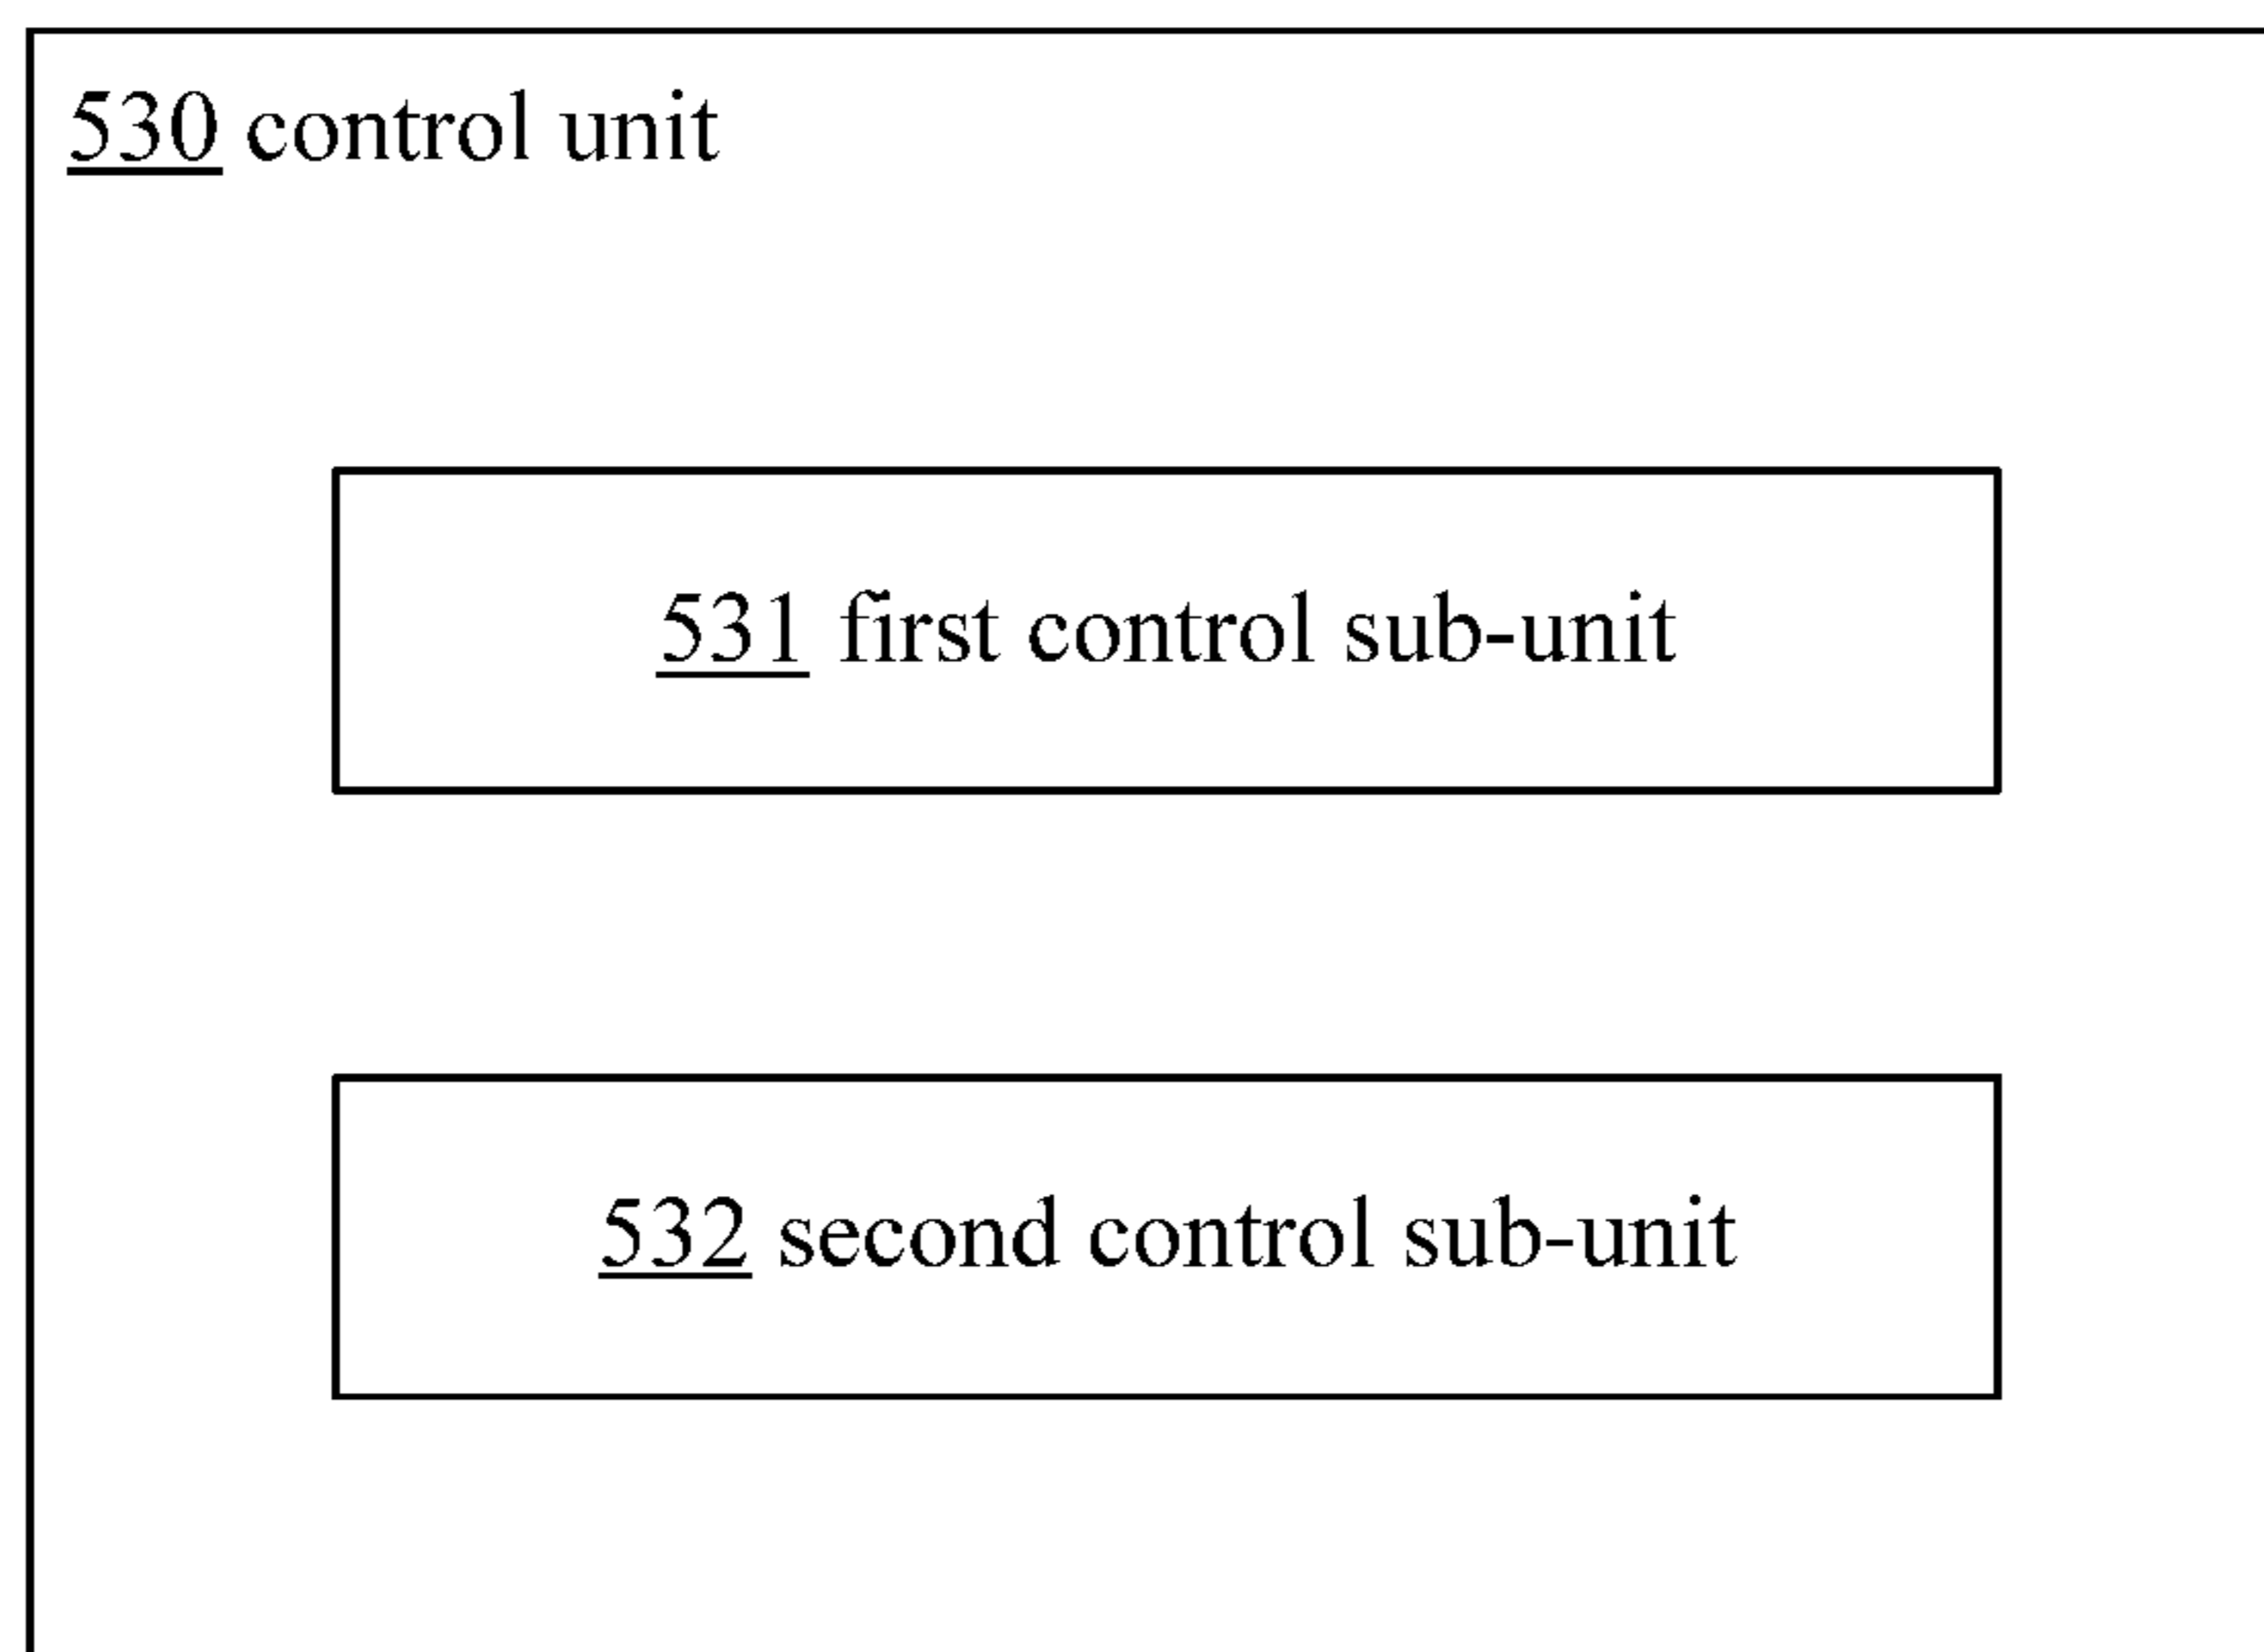 530 control unit
531 first control sub-unit
532 second control sub-unit